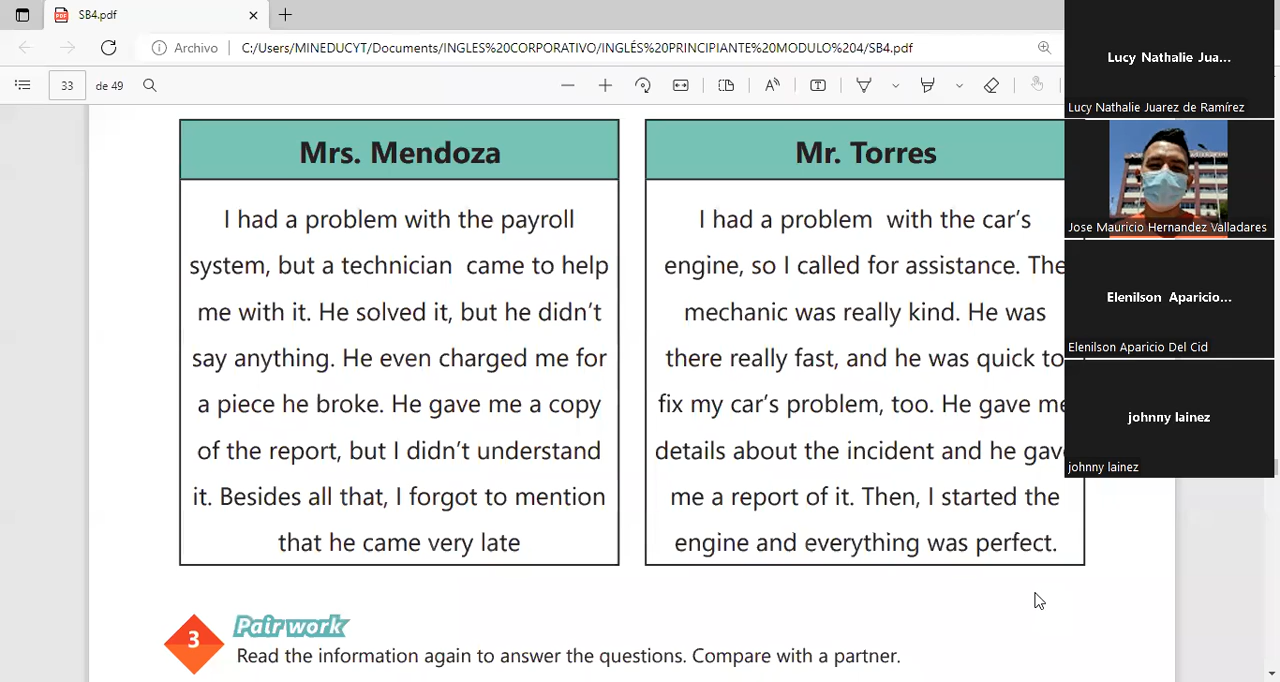 SB4.pdf
Archivo
C:/Users/MINEDUCYT/Documents/INGLES%20CORPORATIVO/INGLÉS%20PRINCIPIANTE%20MODULO%204/SB4.pdf
33
de 49
Mrs. Mendoza
I had a problem with the payroll
system, but a technician came to help
me with it. He solved it, but he didn't
say anything. He even charged me for
a piece he broke. He gave me a copy
of the report, but I didn't understand
it. Besides all that, I forgot to mention
that he came very late
Mr. Torres
I had a problem with the car's
engine, so I called for assistance. The
mechanic was really kind. He was
there really fast, and he was quick to
fix my car's problem, too. He gave me
details about the incident and he gav
me a report of it. Then, I started the
engine and everything was perfect.
3
Pair work
Read the information again to answer the questions. Compare with a partner.
Lucy Nathalie Jua...
Lucy Nathalie Juarez de Ramírez
Jose Mauricio Hernandez Valladares
Elenilson Aparicio...
Elenilson Aparicio Del Cid
johnny lainez
johnny lainez